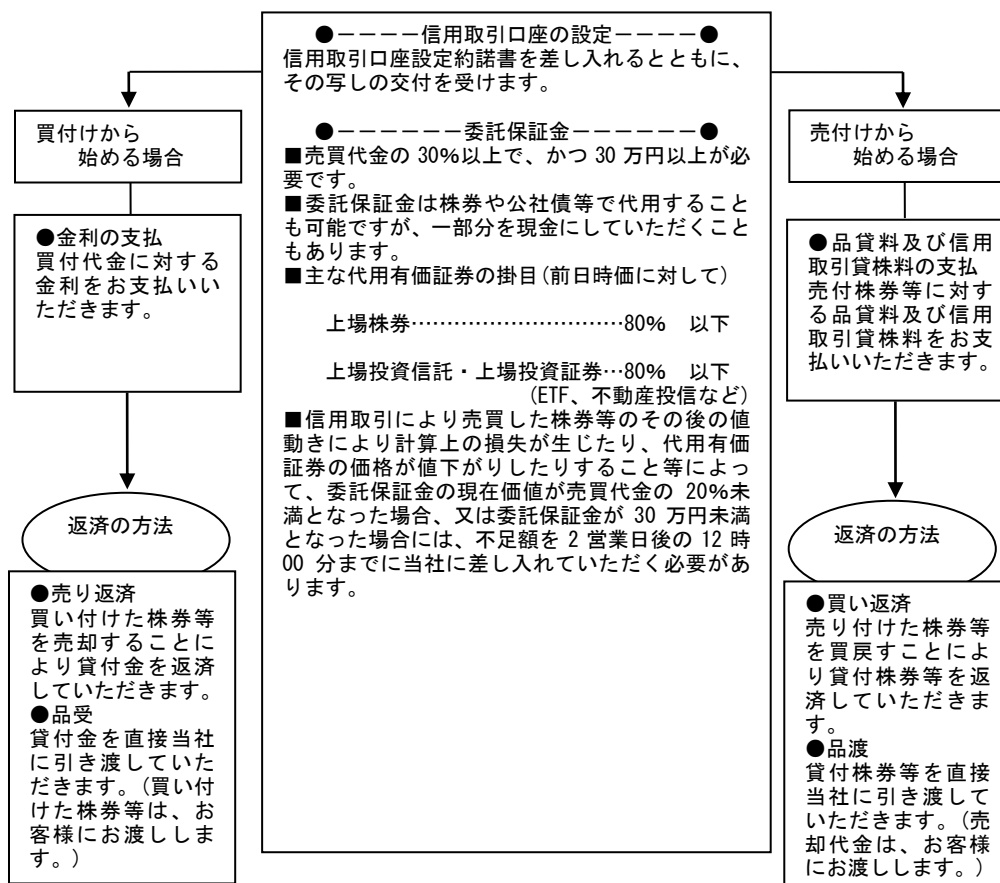 ●ーーーー信用取引口座の設定ーーーー●
信用取引口座設定約諾書を差し入れるとともに、
その写しの交付を受けます。
●ーーーーーー委託保証金ーーーーーー●
■売買代金の 30%以上で、かつ 30 万円以上が必
要です。
■委託保証金は株券や公社債等で代用すること
も可能ですが、一部分を現金にしていただくこと
もあります。
■主な代用有価証券の掛目(前日時価に対して)
上場株券…………………………80% 以下
上場投資信託・上場投資証券…80% 以下
(ETF、不動産投信など)
■信用取引により売買した株券等のその後の値
動きにより計算上の損失が生じたり、代用有価
証券の価格が値下がりしたりすること等によっ
て、委託保証金の現在価値が売買代金の 20%未
満となった場合、又は委託保証金が 30 万円未満
となった場合には、不足額を 2 営業日後の 12 時
00 分までに当社に差し入れていただく必要があ
ります。
買付けから
始める場合
●金利の支払
買付代金に対する
金利をお支払いい
ただきます。
返済の方法
●売り返済
買い付けた株券等
を売却することに
より貸付金を返済
していただきます。
●品受
貸付金を直接当社
に引き渡していた
だきます。(買い付
けた株券等は、お
客様にお渡ししま
す。)
売付けから
始める場合
●品貸料及び信用
取引貸株料の支払
売付株券等に対す
る品貸料及び信用
取引貸株料をお支
払いいただきます。
返済の方法
●買い返済
売り付けた株券等
を買戻すことによ
り貸付株券等を返
済していただきま
す。
●品渡
貸付株券等を直接
当社に引き渡して
いただきます。(売
却代金は、お客様
にお渡しします。)